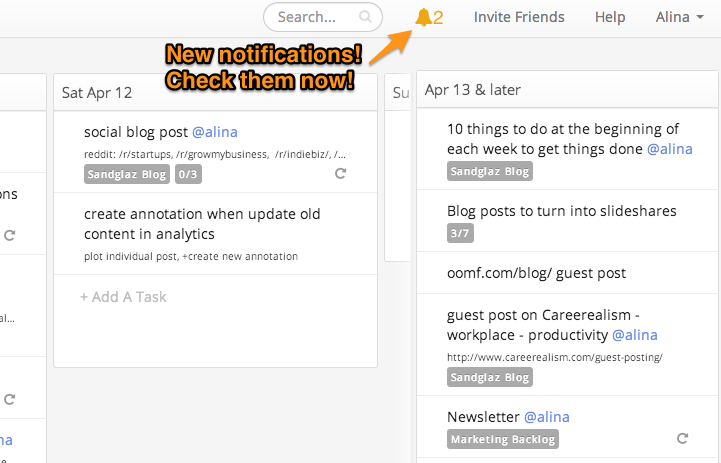 Search...
2
Invite Friends
Help
Alina
New notifications!
Check them now!
ons
al...
na
Sat Apr 12
social blog post @alina
reddit: /r/startups, /r/growmybusiness, /r/indiebiz/, /...
Sandglaz Blog 0/3
create annotation when update old
content in analytics
plot individual post, +create new annotation
+ Add A Task
Su
Apr 13 & later
10 things to do at the beginning of
each week to get things done @alina
Sandglaz Blog
Blog posts to turn into slideshares
3/7
oomf.com/blog/ guest post
guest post on Careerealism -
workplace - productivity @alina
http://www.careerealism.com/guest-posting/
Sandglaz Blog
Newsletter @alina
Marketing Backlog